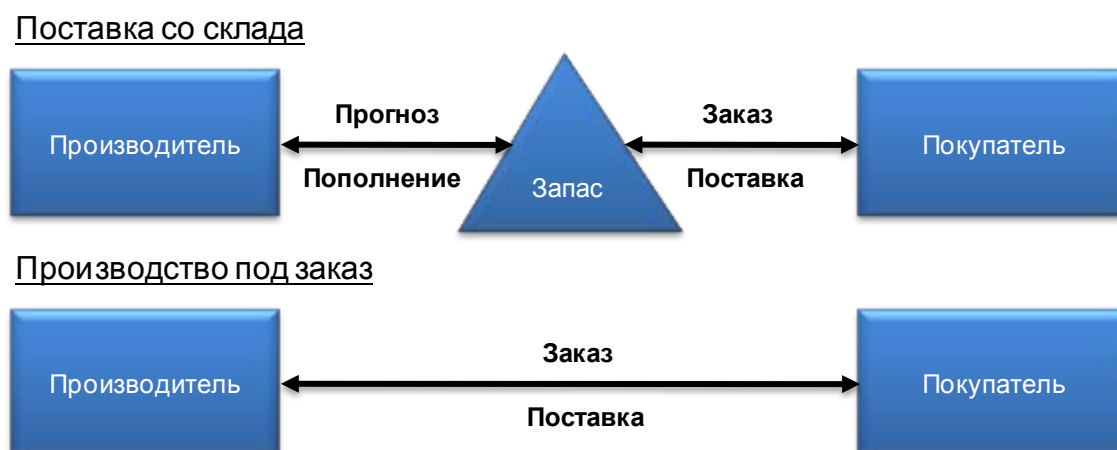 Поставка со склада
Прогноз
Заказ
Производитель
Покупатель
Пополнение
Поставка
Запас
Производство под заказ
Заказ
Производитель
Покупатель
Поставка